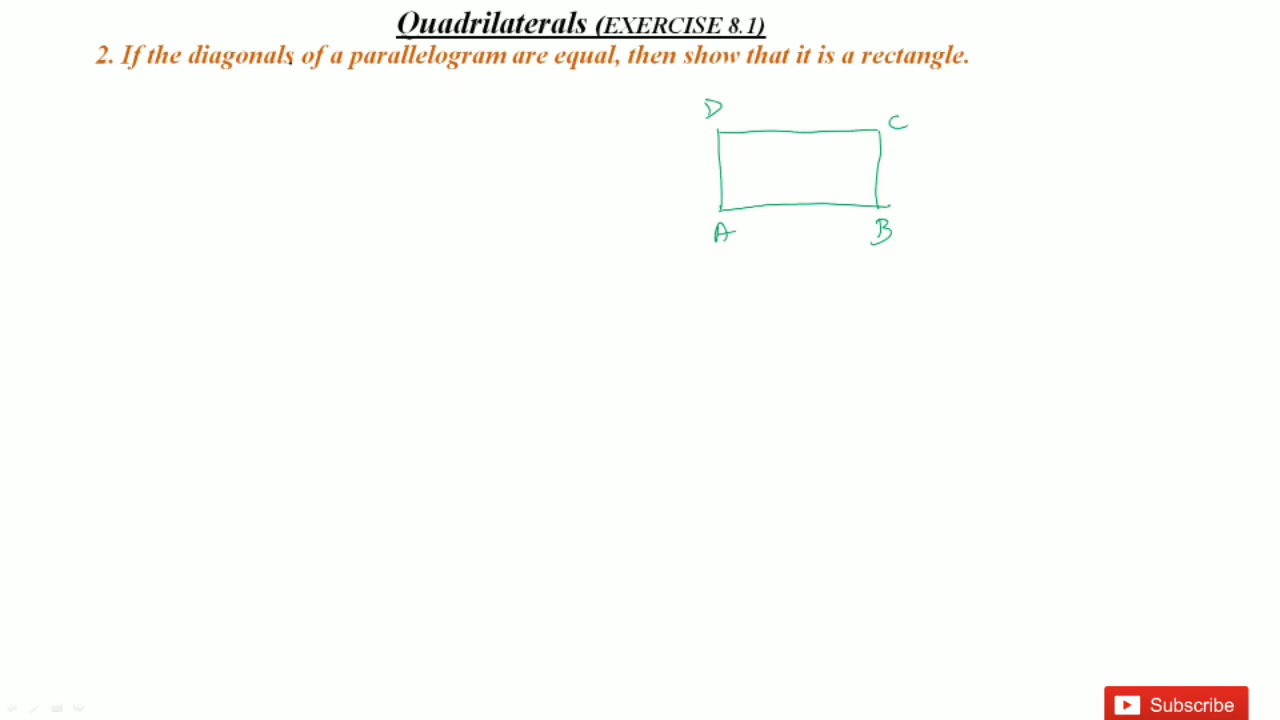 Quadrilaterals (EXERCISE 8.1)
2. If the diagonals of a parallelogram are equal, then show that it is a rectangle.
D
C
A
B
Subscribe